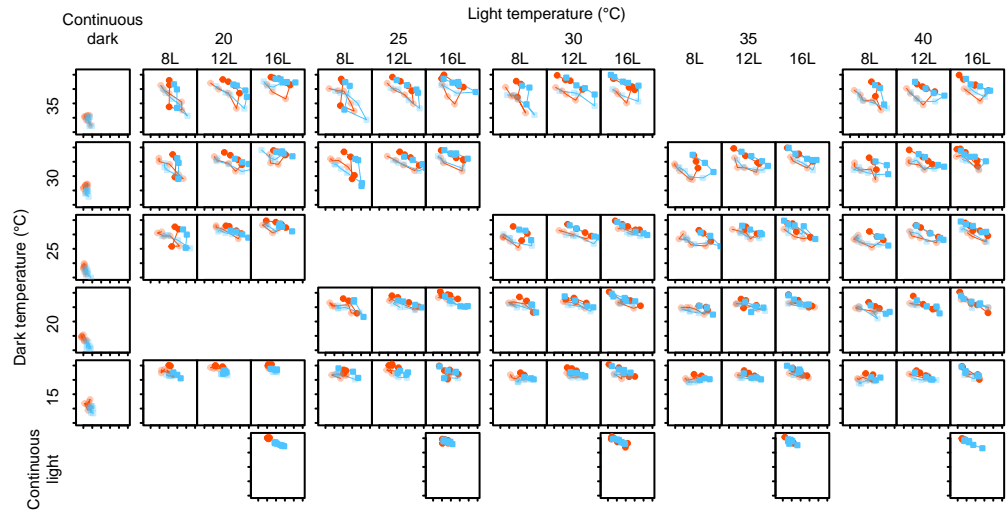 Light temperature (°C)
Continuous
dark
20
25
30
35
40
8L
12L
16L
8L
12L
16L
8L
12L
16L
8L
12L
16L
8L
12L
16L
Dark temperature (°C)
35
30
25
20
15
Continuous
light